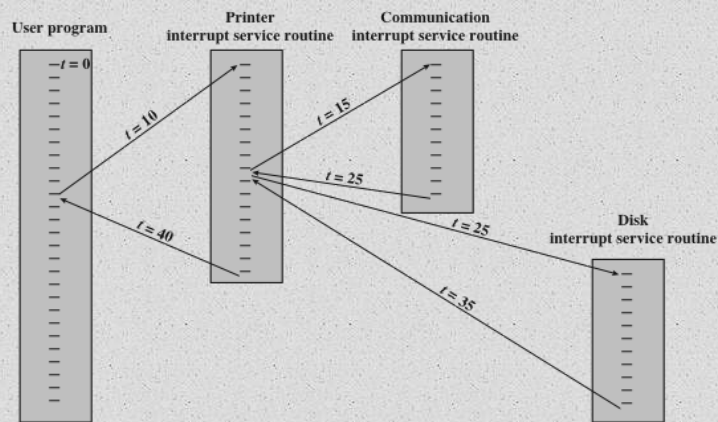 User program
Printer
interrupt service routine
Communication
interrupt service routine
t = 0
t = 10
t = 15
t = 25
t = 40
t = 25
Disk
interrupt service routine
t = 35